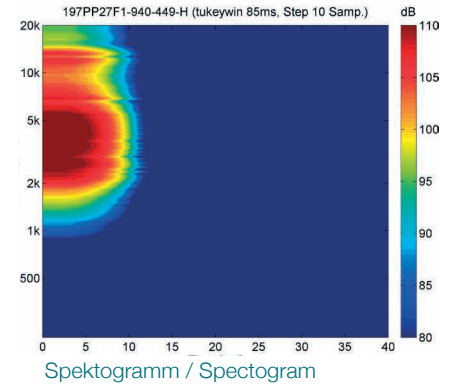 197PP27F1-940-449-H (tukeywin 85ms, Step 10 Samp.)
dB
20k
10k
5k
2k
1k
500
110
105
100
95
90
85
80
0 5 10 15 20 25 30 35 40
Spektogramm / Spectogram